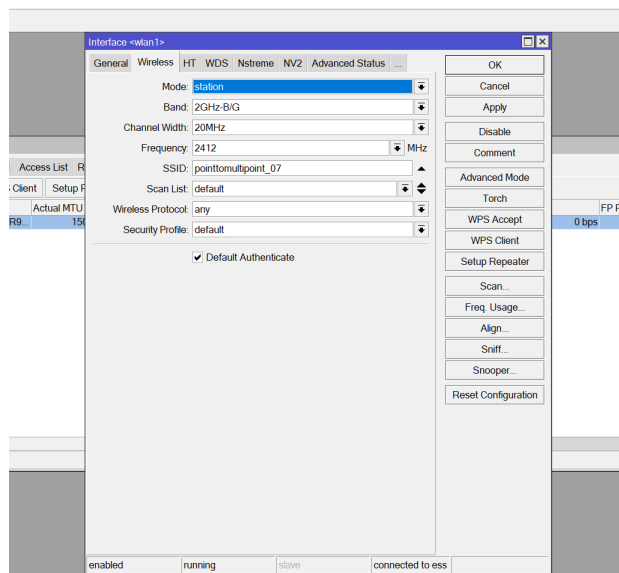 Interface <wlan1>
General Wireless HT WDS Nstreme NV2 Advanced Status ...
Mode: station
Band: 2GHz-B/G
Channel Width: 20MHz
Frequency: 2412 MHz
SSID: pointtomultipoint_07
Scan List: default
Wireless Protocol: any
Security Profile: default
Default Authenticate
OK
Cancel
Apply
Disable
Comment
Advanced Mode
Torch
WPS Accept
WPS Client
Setup Repeater
Scan...
Freq. Usage...
Align...
Sniff...
Snooper...
Reset Configuration
enabled running slave connected to ess
Access List R
Client Setup F
Actual MTU FP F
R9... 150 0 bps